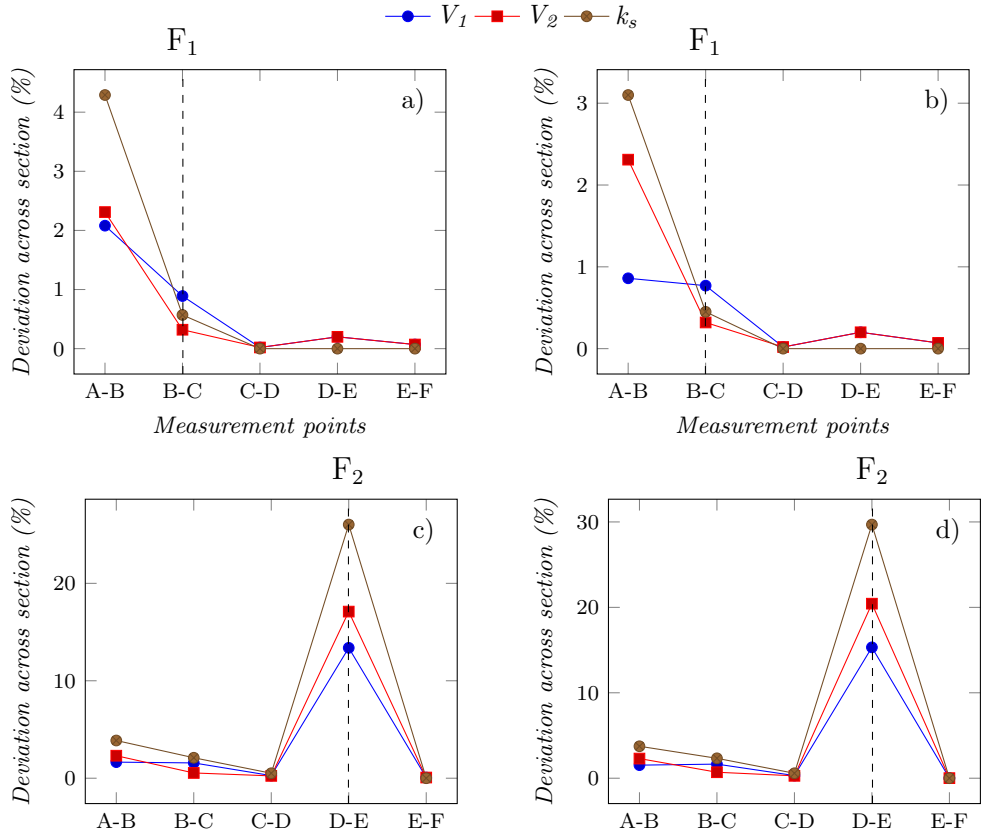 V1 V2 ks
F1 F1
a)
Deviation across section (%)
4
3
2
1
0
A-B B-C C-D D-E E-F
Measurement points
b)
Deviation across section (%)
3
2
1
0
A-B B-C C-D D-E E-F
Measurement points
F2 F2
c)
Deviation across section (%)
20
10
0
A-B B-C C-D D-E E-F
d)
Deviation across section (%)
30
20
10
0
A-B B-C C-D D-E E-F